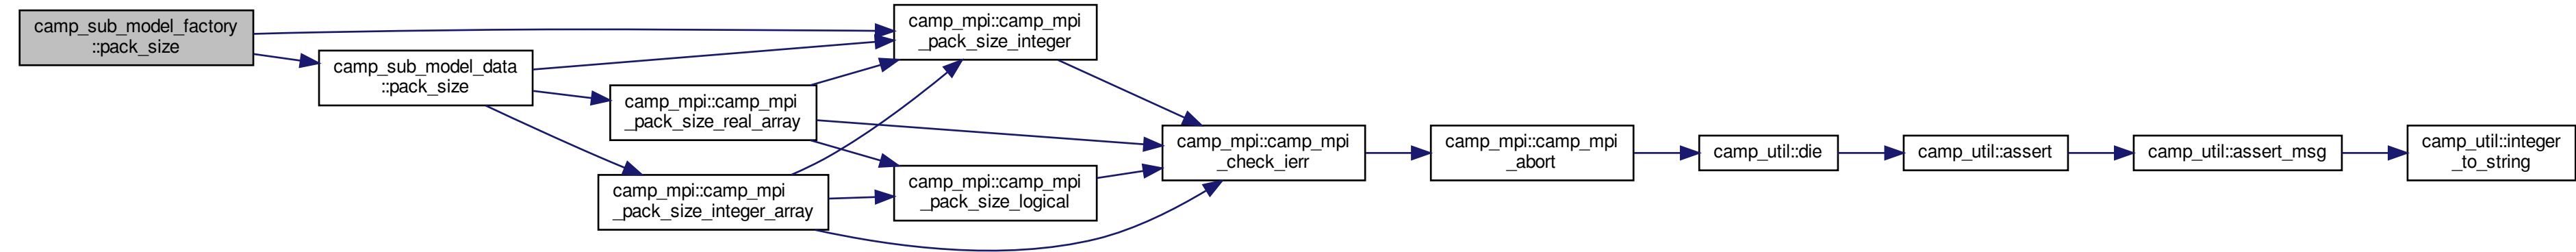 camp_sub_model_factory
::pack_size
camp_sub_model_data
::pack_size
camp_mpi::camp_mpi
_pack_size_real_array
camp_mpi::camp_mpi
_pack_size_integer_array
camp_mpi::camp_mpi
_pack_size_integer
camp_mpi::camp_mpi
_pack_size_logical
camp_mpi::camp_mpi
_check_ierr
camp_mpi::camp_mpi
_abort
camp_util::die
camp_util::assert
camp_util::assert_msg
camp_util::integer
_to_string